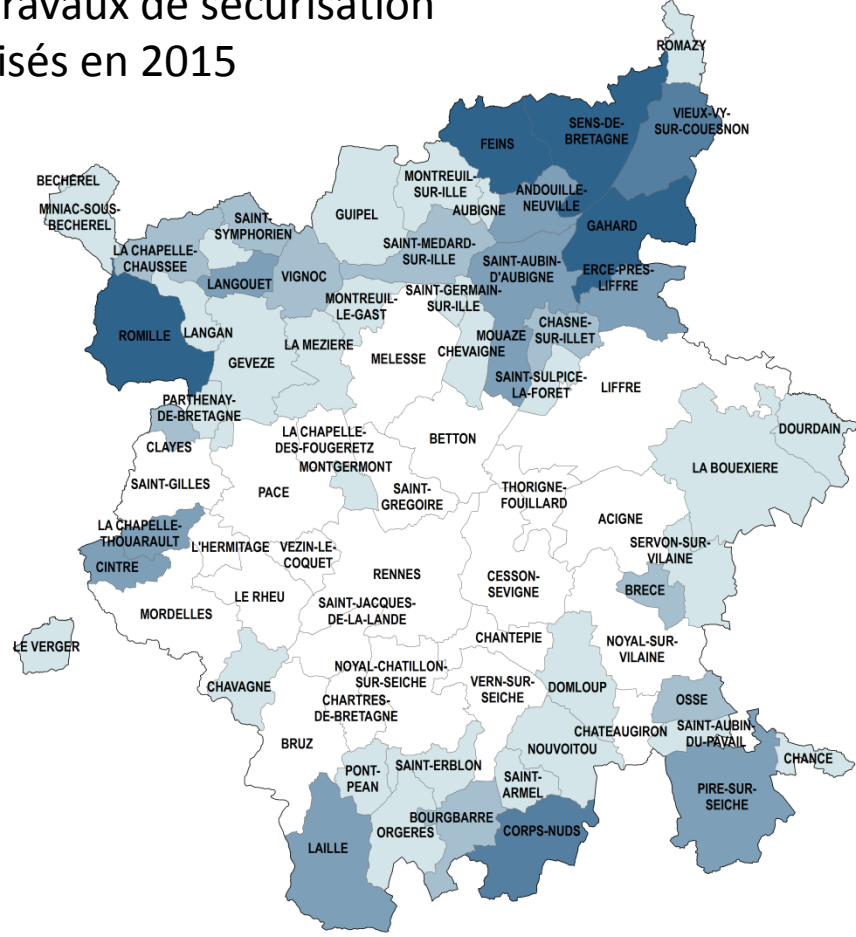 ravaux de sécurisation
isés en 2015
ROMAZY
SENS-DE-
BRETAGNE
VIEUX-VY-
SUR-COUESNON
FEINS
BECHEREL
MINIAC-SOUS-
BECHEREL
MONTREUIL-
SUR-ILLE
ANDOUILLE-
NEUVILLE
AUBIGNE
GUIPEL
SAINT-
SYMPHORIEN
GAHARD
LA CHAPELLE-
CHAUSSEE
SAINT-MEDARD-
SUR-ILLE
SAINT-AUBIN-
D'AUBIGNE
ERCE-PRES-
LIFFRE
LANGOUET
VIGNOC
MONTREUIL-
LE-GAST
SAINT-GERMAIN-
SUR-ILLE
ROMILLE
LANGAN
CHASNE-
SUR-ILLET
MOUAZE
LA MEZIERE
CHEVAIGNE
MELESSE
GEVEZE
SAINT-SULPICE-
LA-FORET
LIFFRE
PARTHENAY-
DE-BRETAGNE
DOURDAIN
CLAYES
LA CHAPELLE-
DES-FOUGERETZ
BETTON
MONTGERMONT
LA BOUEXIERE
SAINT-GILLES
PACE
SAINT-
GREGOIRE
THORIGNE-
FOUILLARD
ACIGNE
LA CHAPELLE-
THOUARAULT
L'HERMITAGE
VEZIN-LE-
COQUET
SERVON-SUR-
VILAINE
CINTRE
RENNES
CESSON-
SEVIGNE
BRECE
LE RHEU
MORDELLES
SAINT-JACQUES-
DE-LA-LANDE
CHANTEPIE
LE VERGER
NOYAL-SUR-
VILAINE
NOYAL-CHATILLON-
SUR-SEICHE
VERN-SUR-
SEICHE
CHAVAGNE
DOMLOUP
CHARTRES-
DE-BRETAGNE
OSSE
CHATEAUGIRON
SAINT-AUBIN-
DU-PAVAIL
BRUZ
NOUVOITOU
CHANCE
PONT-
PEAN
SAINT-ERBLON
SAINT-
ARMEL
PIRE-SUR-
SEICHE
BOURGBARRE
ORGERES
CORPS-NUDS
LAILLE